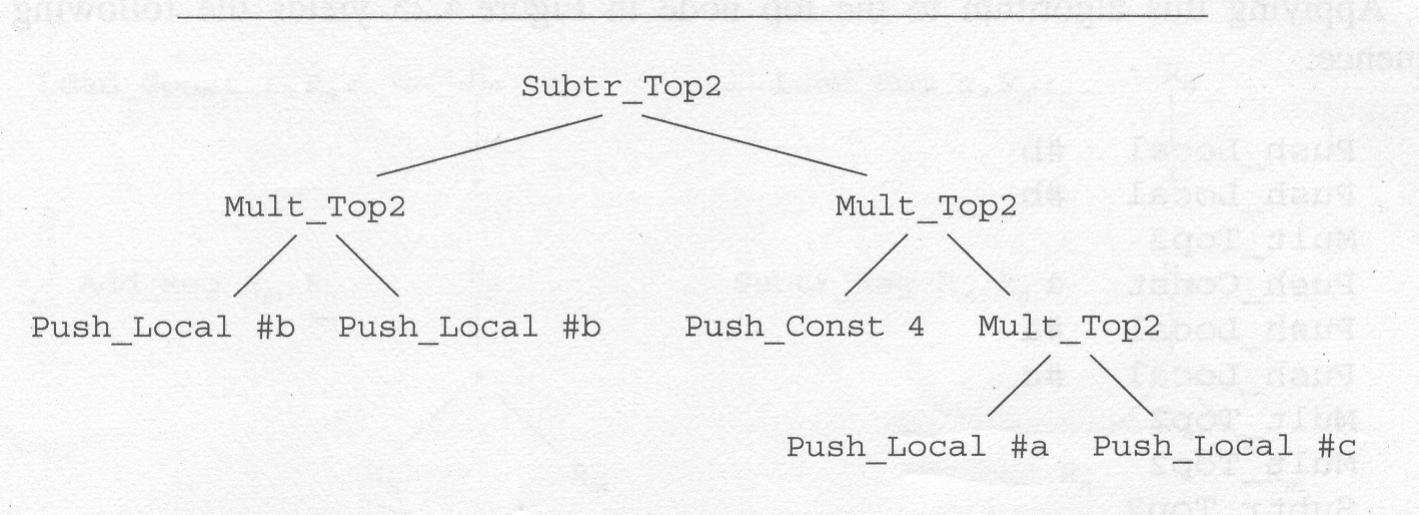 Subtr_Top2
Mult_Top2 Mult_Top2
Push_Local #b Push_Local #b Push_Const 4 Mult_Top2
Push_Local #a Push_Local #c